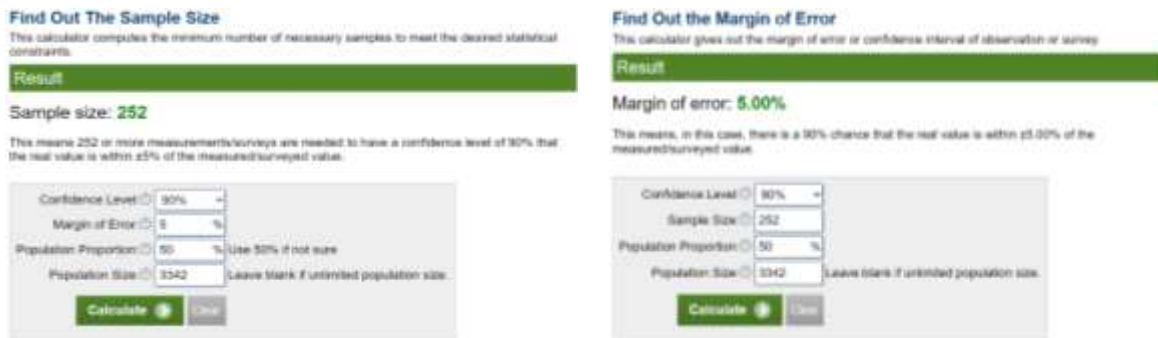 Find Out The Sample Size
This calculator computes the minimum number of necessary samples to meet the desired statistical
constraints.
Result
Sample size: 252
This means 252 or more measurements/surveys are needed to have a confidence level of 90% that
the real value is within ±5% of the measured/surveyed value.
Confidence Level: 90%
Margin of Error: 5 %
Population Proportion: 50 % Use 50% if not sure
Population Size: 3342 Leave blank if unlimited population size.
Calculate Clear
Find Out the Margin of Error
This calculator gives out the margin of error or confidence interval of observation or survey.
Result
Margin of error: 5.00%
This means, in this case, there is a 90% chance that the real value is within ±5.00% of the
measured/surveyed value.
Confidence Level: 90%
Sample Size: 252
Population Proportion: 50 %
Population Size: 3342 Leave blank if unlimited population size.
Calculate Clear